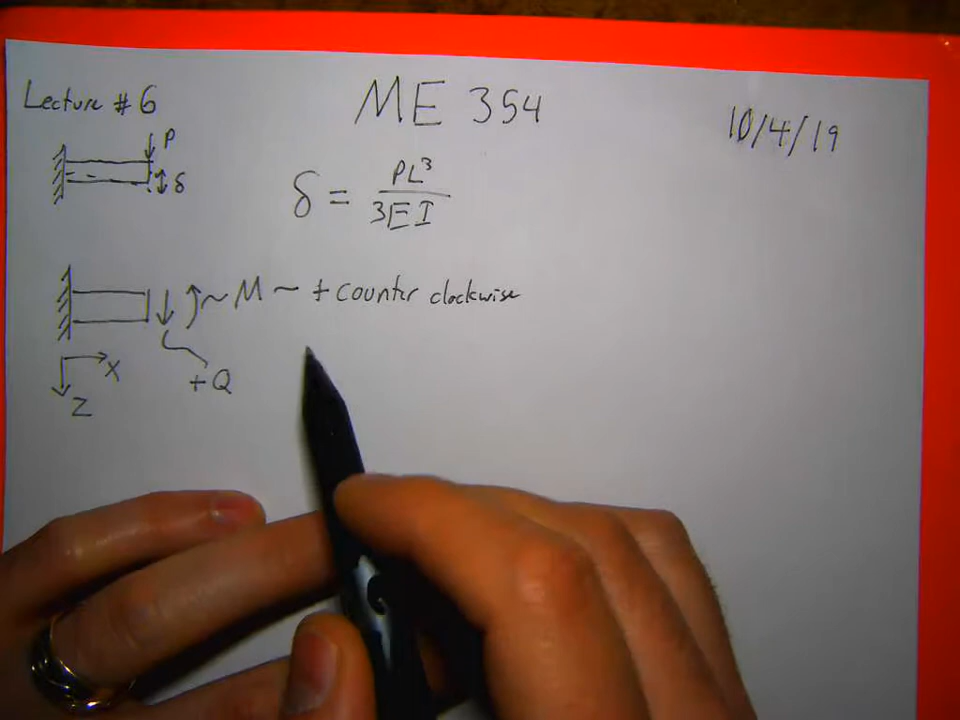 Lecture #6
ME 354
10/4/19
P
δ
δ = PL³/3EI
~ M ~ + counter clockwise
+Q
X
Z